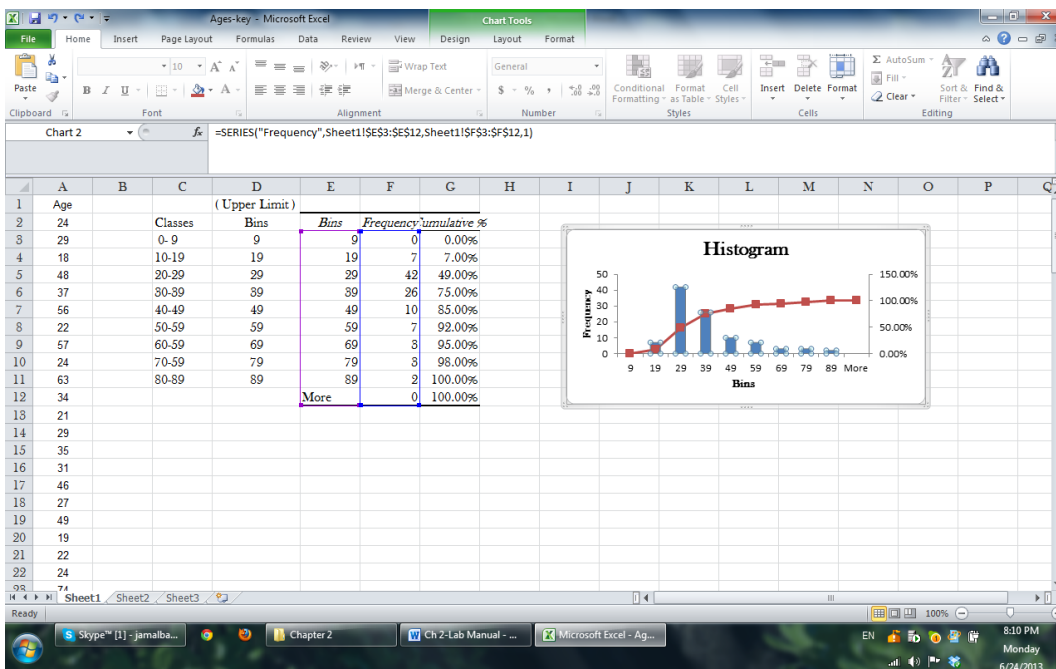 Ages-key - Microsoft Excel
Chart Tools
File Home Insert Page Layout Formulas Data Review View Design Layout Format
Paste
10 A A
Wrap Text
General
B I U
Merge & Center
$ % ,
Conditional Formatting
Format as Table
Cell Styles
Insert Delete Format
Σ AutoSum
Fill
Clear
Sort & Filter
Find & Select
Clipboard Font Alignment Number Styles Cells Editing
Chart 2 fx =SERIES("Frequency",Sheet1!$E$3:$E$12,Sheet1!$F$3:$F$12,1)
A B C D E F G H I J K L M N O P Q
1 Age ( Upper Limit )
2 24 Classes Bins Bins Frequency umulative %
3 29 0- 9 9 9 0 0.00%
4 18 10-19 19 19 7 7.00%
5 48 20-29 29 29 42 49.00%
6 37 30-39 39 39 26 75.00%
7 56 40-49 49 49 10 85.00%
8 22 50-59 59 59 7 92.00%
9 57 60-59 69 69 3 95.00%
10 24 70-59 79 79 3 98.00%
11 63 80-89 89 89 2 100.00%
12 34 More 0 100.00%
13 21
14 29
15 35
16 31
17 46
18 27
19 49
20 19
21 22
22 24
23 74
Histogram
Frequency
50
40
30
20
10
0
150.00%
100.00%
50.00%
0.00%
9 19 29 39 49 59 69 79 89 More
Bins
Sheet1 Sheet2 Sheet3
Ready
100%
Skype™ [1] - jamalba...
Chapter 2
Ch 2-Lab Manual - ...
Microsoft Excel - Ag...
EN
8:10 PM
Monday
6/24/2013